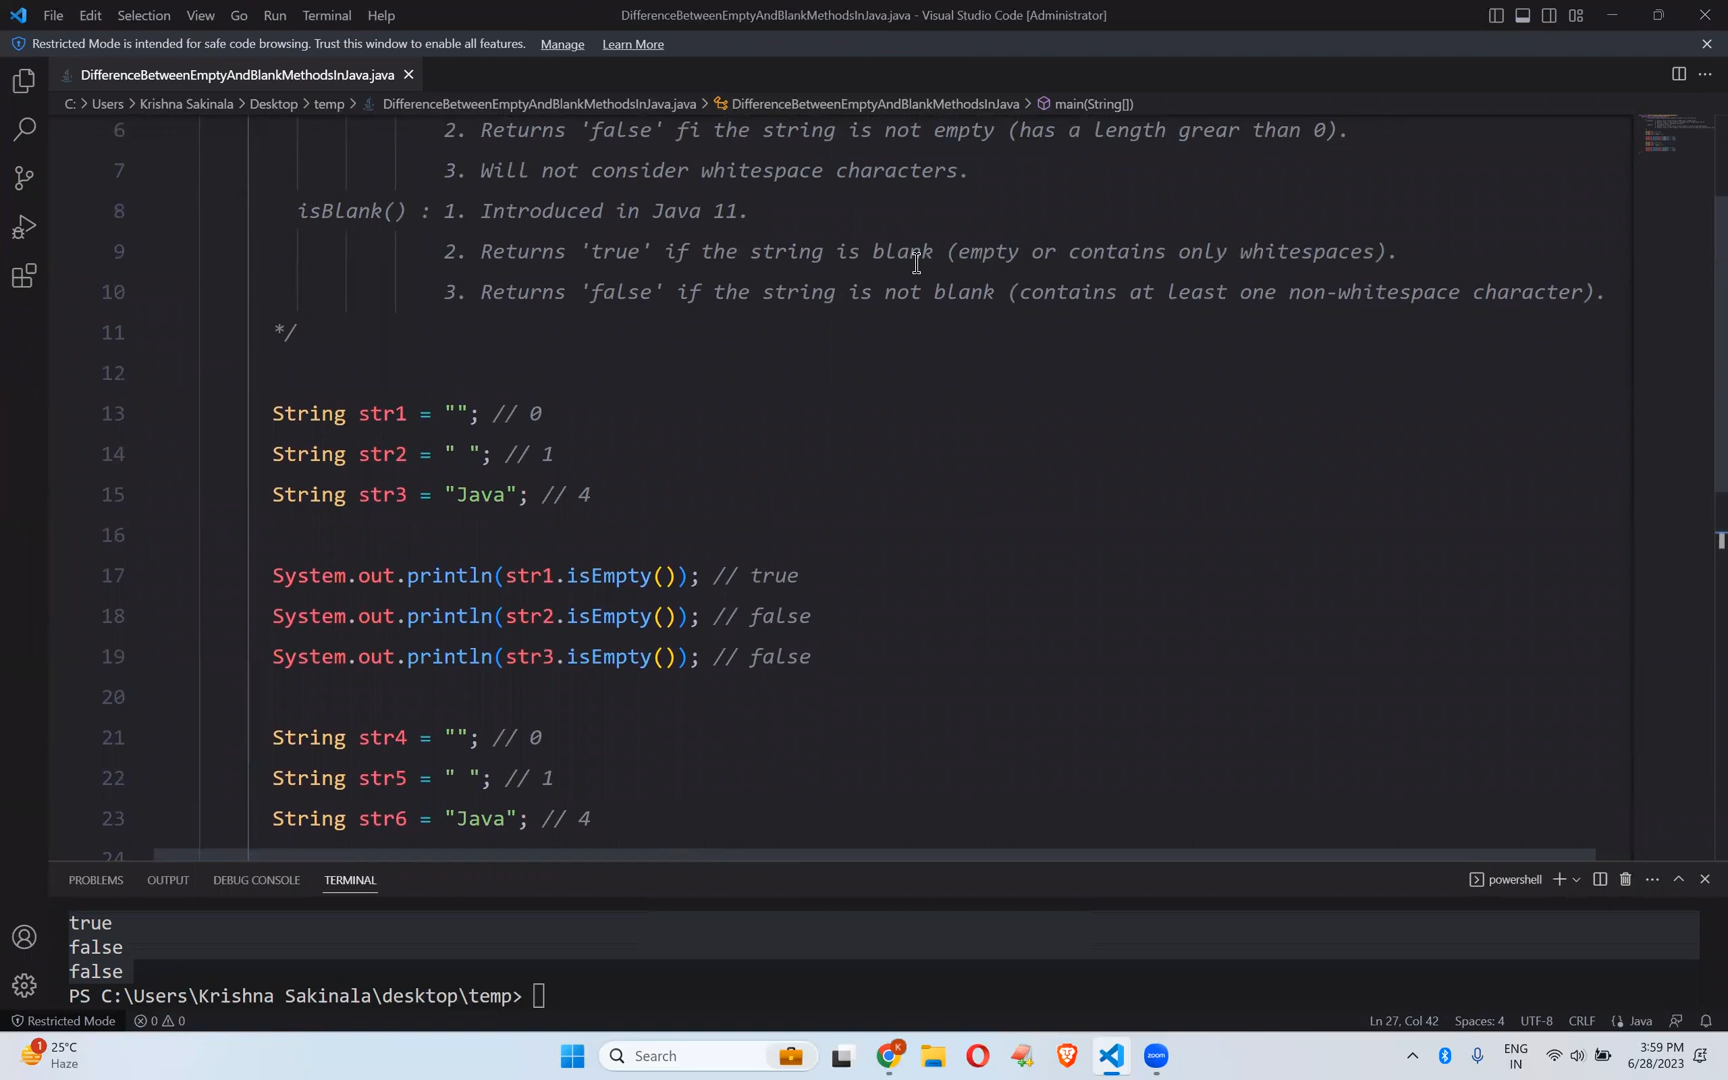 File Edit Selection View Go Run Terminal Help DifferenceBetweenEmptyAndBlankMethodsInJava.java - Visual Studio Code [Administrator]
Restricted Mode is intended for safe code browsing. Trust this window to enable all features. Manage Learn More
DifferenceBetweenEmptyAndBlankMethodsInJava.java
C: > Users > Krishna Sakinala > Desktop > temp > DifferenceBetweenEmptyAndBlankMethodsInJava.java > DifferenceBetweenEmptyAndBlankMethodsInJava > main(String[])
6 2. Returns 'false' fi the string is not empty (has a length grear than 0).
7 3. Will not consider whitespace characters.
8 isBlank() : 1. Introduced in Java 11.
9 2. Returns 'true' if the string is blank (empty or contains only whitespaces).
10 3. Returns 'false' if the string is not blank (contains at least one non-whitespace character).
11 */
12
13 String str1 = ""; // 0
14 String str2 = " "; // 1
15 String str3 = "Java"; // 4
16
17 System.out.println(str1.isEmpty()); // true
18 System.out.println(str2.isEmpty()); // false
19 System.out.println(str3.isEmpty()); // false
20
21 String str4 = ""; // 0
22 String str5 = " "; // 1
23 String str6 = "Java"; // 4
24
PROBLEMS OUTPUT DEBUG CONSOLE TERMINAL powershell
true
false
false
PS C:\Users\Krishna Sakinala\desktop\temp>
Restricted Mode 0 0 Ln 27, Col 42 Spaces: 4 UTF-8 CRLF {} Java
1 25°C
Haze
Search
K
zoom
ENG
IN
3:59 PM
6/28/2023